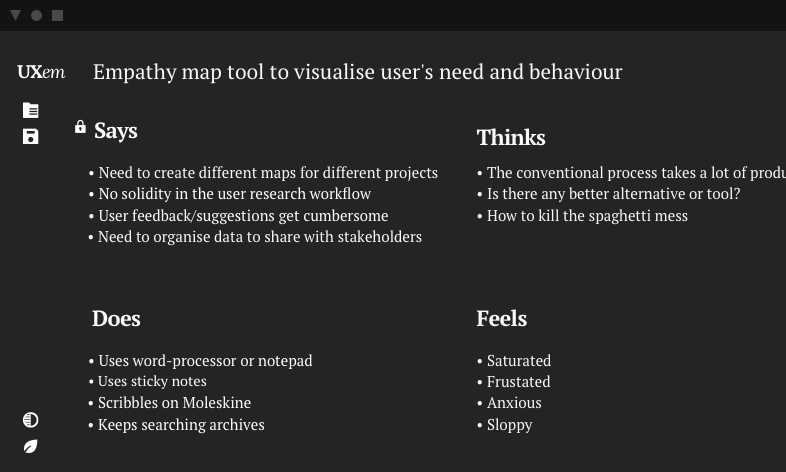 UXem
Empathy map tool to visualise user's need and behaviour
Says
• Need to create different maps for different projects
• No solidity in the user research workflow
• User feedback/suggestions get cumbersome
• Need to organise data to share with stakeholders
Thinks
• The conventional process takes a lot of produ
• Is there any better alternative or tool?
• How to kill the spaghetti mess
Does
• Uses word-processor or notepad
• Uses sticky notes
• Scribbles on Moleskine
• Keeps searching archives
Feels
• Saturated
• Frustated
• Anxious
• Sloppy